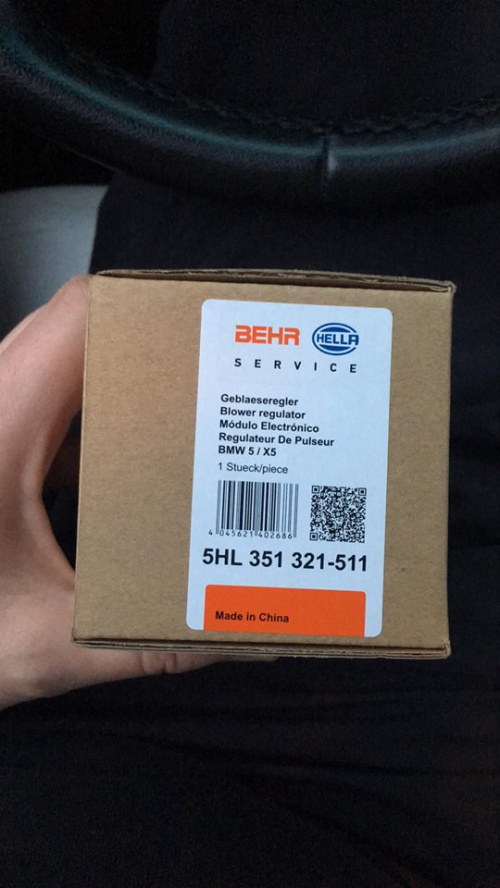 BEHR HELLA
SERVICE
Geblaeseregler
Blower regulator
Módulo Electrónico
Regulateur De Pulseur
BMW 5 / X5
1 Stueck/piece
4 045621 402686
5HL 351 321-511
Made in China